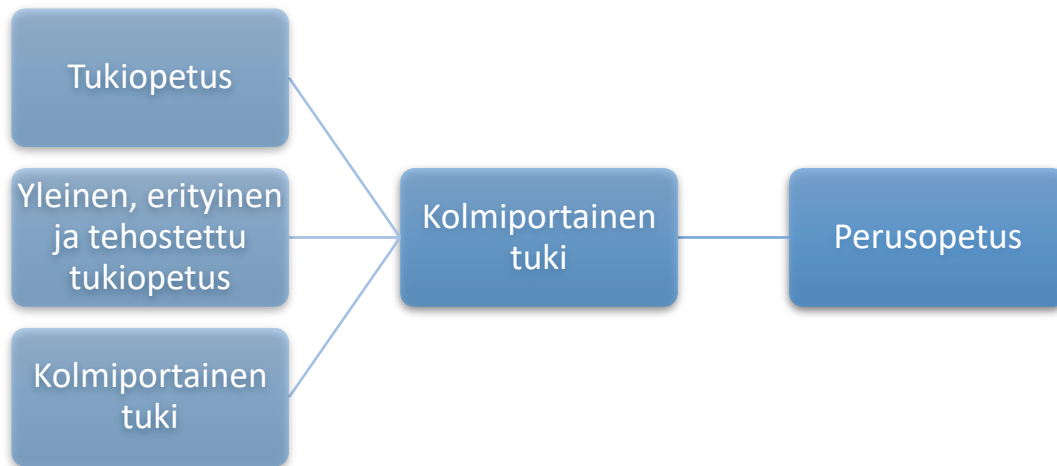 Tukiopetus
Yleinen, erityinen
ja tehostettu
tukiopetus
Kolmiportainen
tuki
Kolmiportainen
tuki
Perusopetus